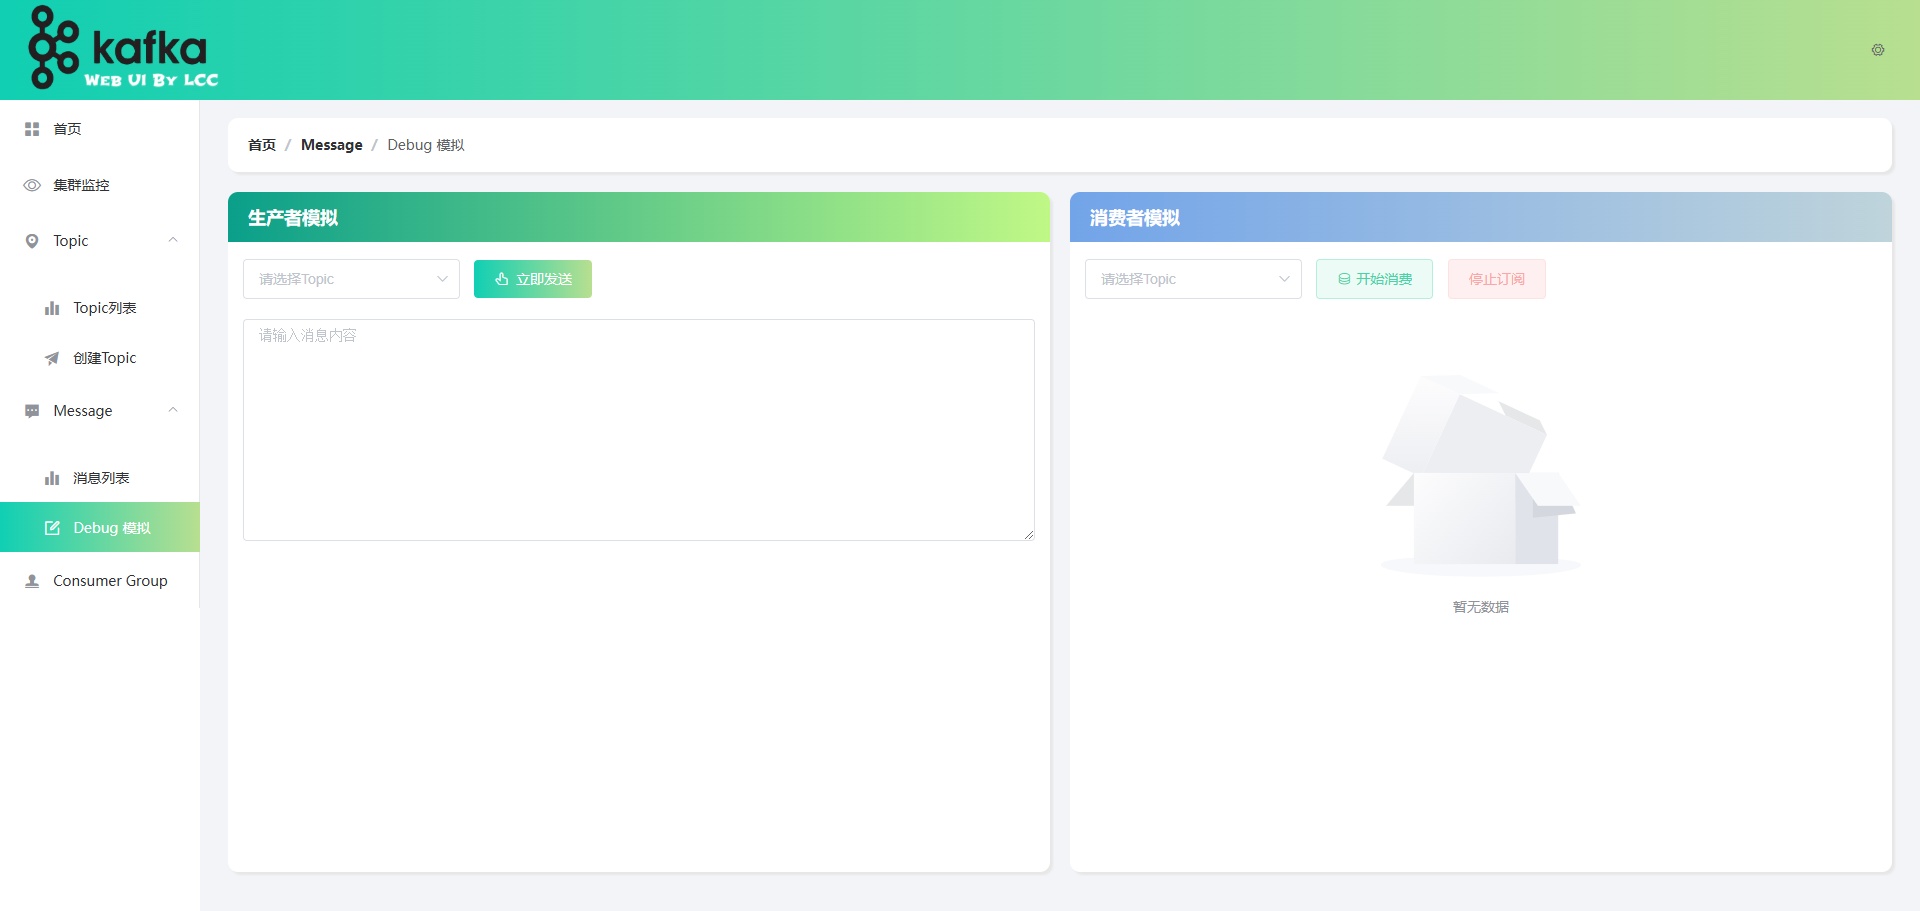 kafka
Web UI By LCC
首页
集群监控
Topic
Topic列表
创建Topic
Message
消息列表
Debug 模拟
Consumer Group
首页 / Message / Debug 模拟
生产者模拟
请选择Topic
立即发送
请输入消息内容
消费者模拟
请选择Topic
开始消费
停止订阅
暂无数据